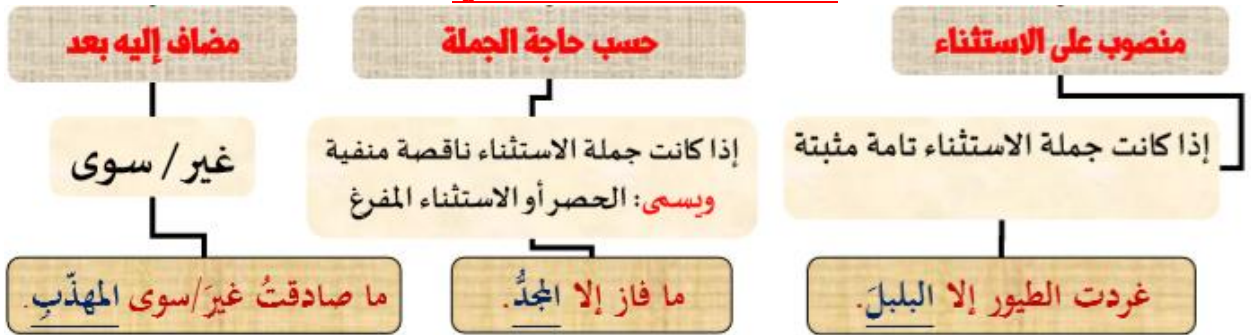 منصوب على الاستثناء
حسب حاجة الجملة
مضاف إليه بعد
إذا كانت جملة الاستثناء تامة مثبتة
إذا كانت جملة الاستثناء ناقصة منفية
ويسمى: الحصر أو الاستثناء المفرغ
غير/ سوى
غردت الطيور إلا البلبلَ.
ما فاز إلا المجدُّ.
ما صادقتُ غيرَ/سوى المهذّبِ.